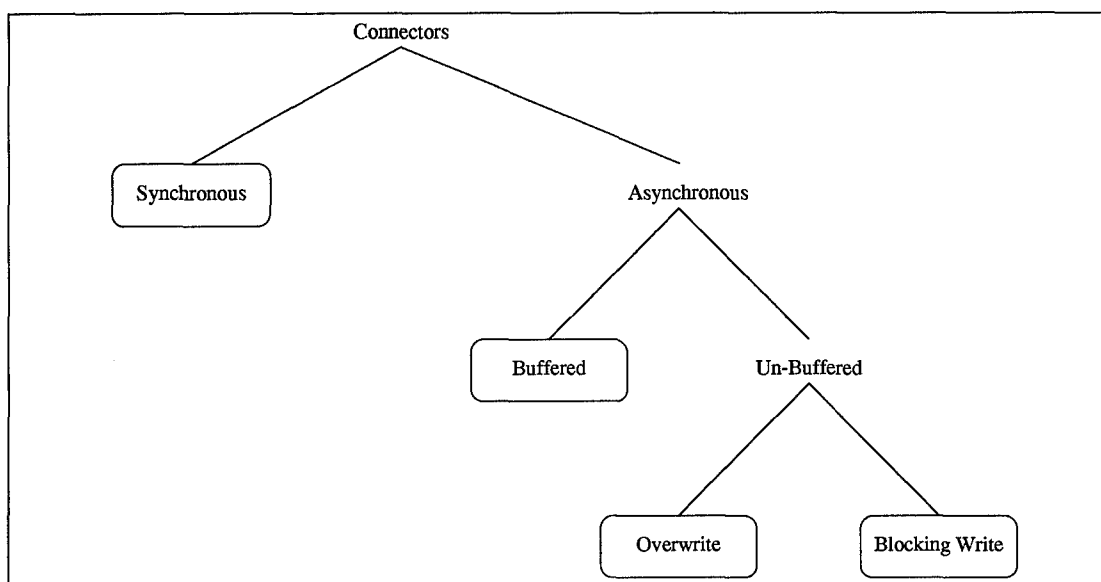 Connectors
Synchronous
Asynchronous
Buffered
Un-Buffered
Overwrite
Blocking Write